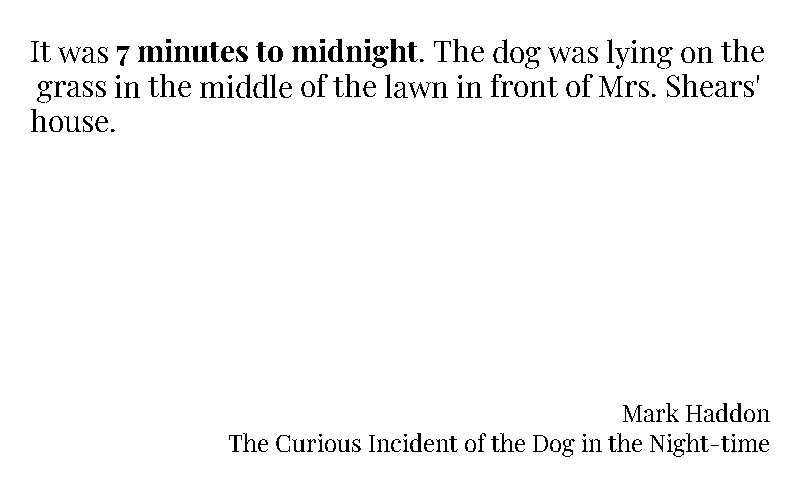 It was 7 minutes to midnight. The dog was lying on the
grass in the middle of the lawn in front of Mrs. Shears'
house.
Mark Haddon
The Curious Incident of the Dog in the Night-time